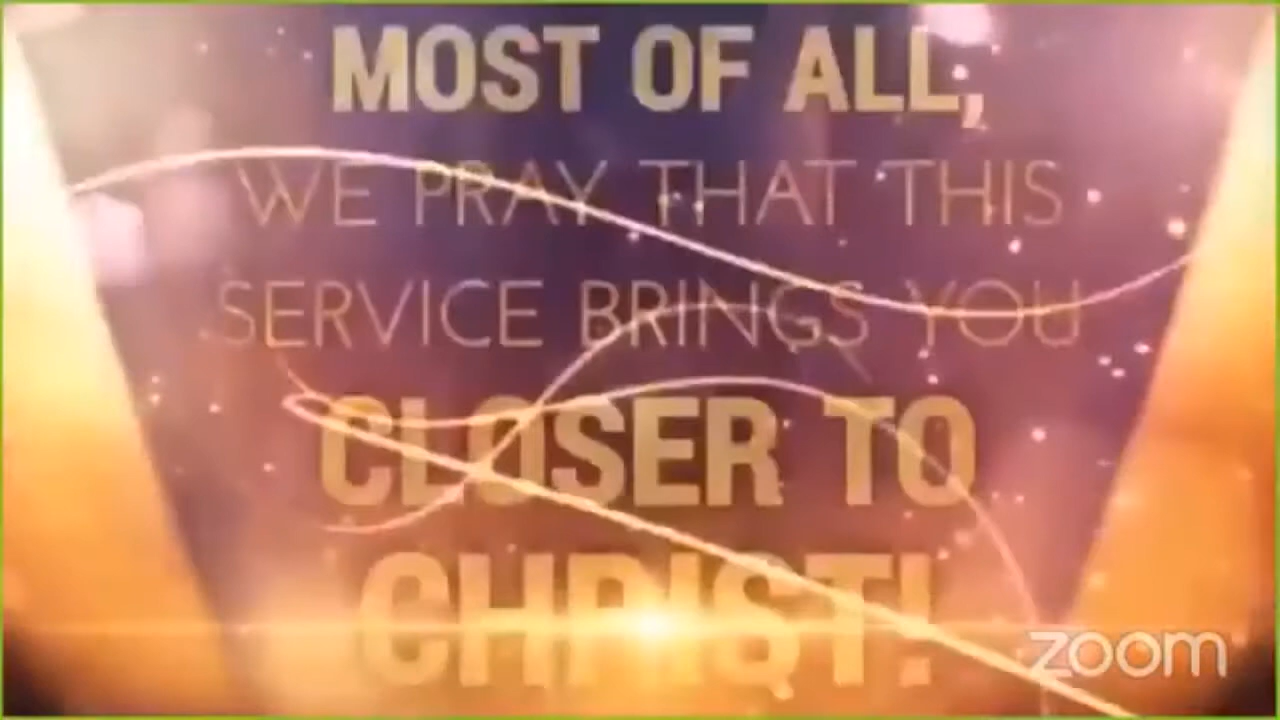 MOST OF ALL,
WE PRAY THAT THIS
SERVICE BRINGS YOU
CLOSER TO
CHRIST!
zoom